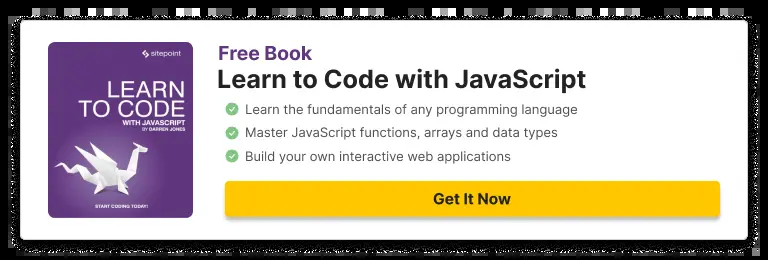 sitepoint
LEARN
TO CODE
WITH JAVASCRIPT
BY DARREN JONES
START CODING TODAY!
Free Book
Learn to Code with JavaScript
Learn the fundamentals of any programming language
Master JavaScript functions, arrays and data types
Build your own interactive web applications
Get It Now